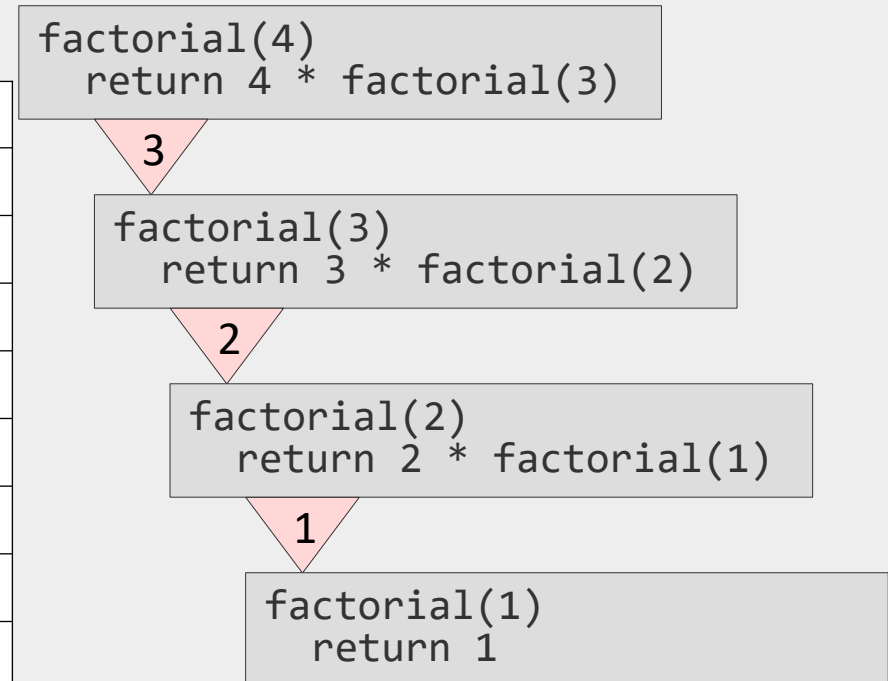 factorial(4)
return 4 * factorial(3)
3
factorial(3)
return 3 * factorial(2)
2
factorial(2)
return 2 * factorial(1)
1
factorial(1)
return 1